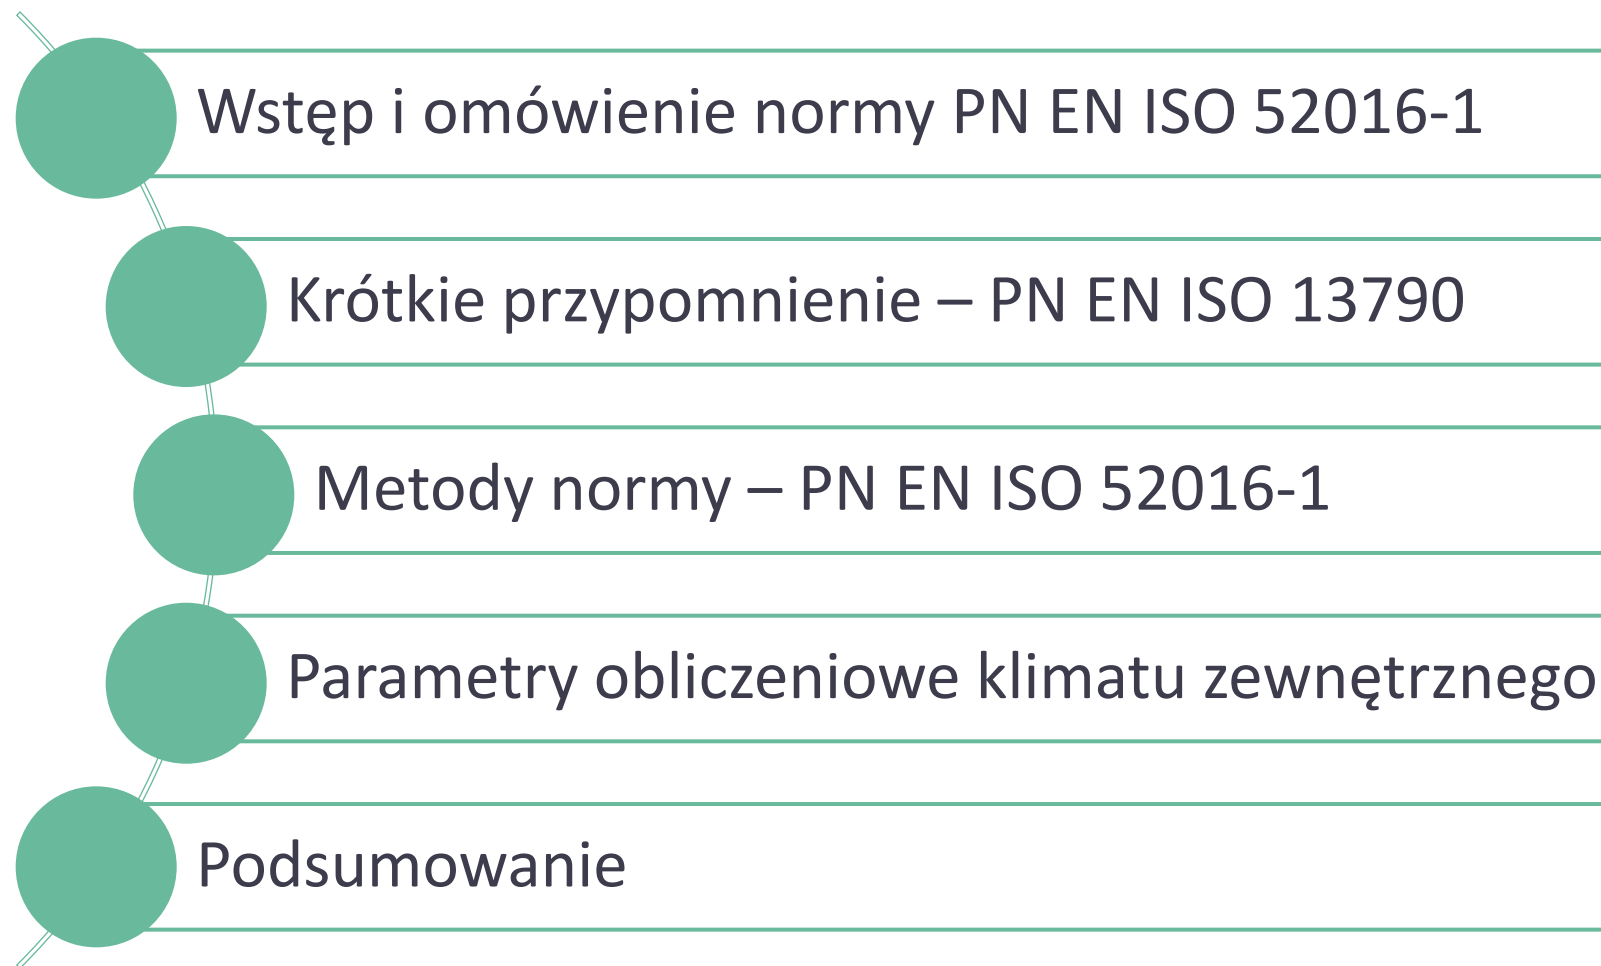 Wstęp i omówienie normy PN EN ISO 52016-1
Krótkie przypomnienie – PN EN ISO 13790
Metody normy – PN EN ISO 52016-1
Parametry obliczeniowe klimatu zewnętrznego
Podsumowanie